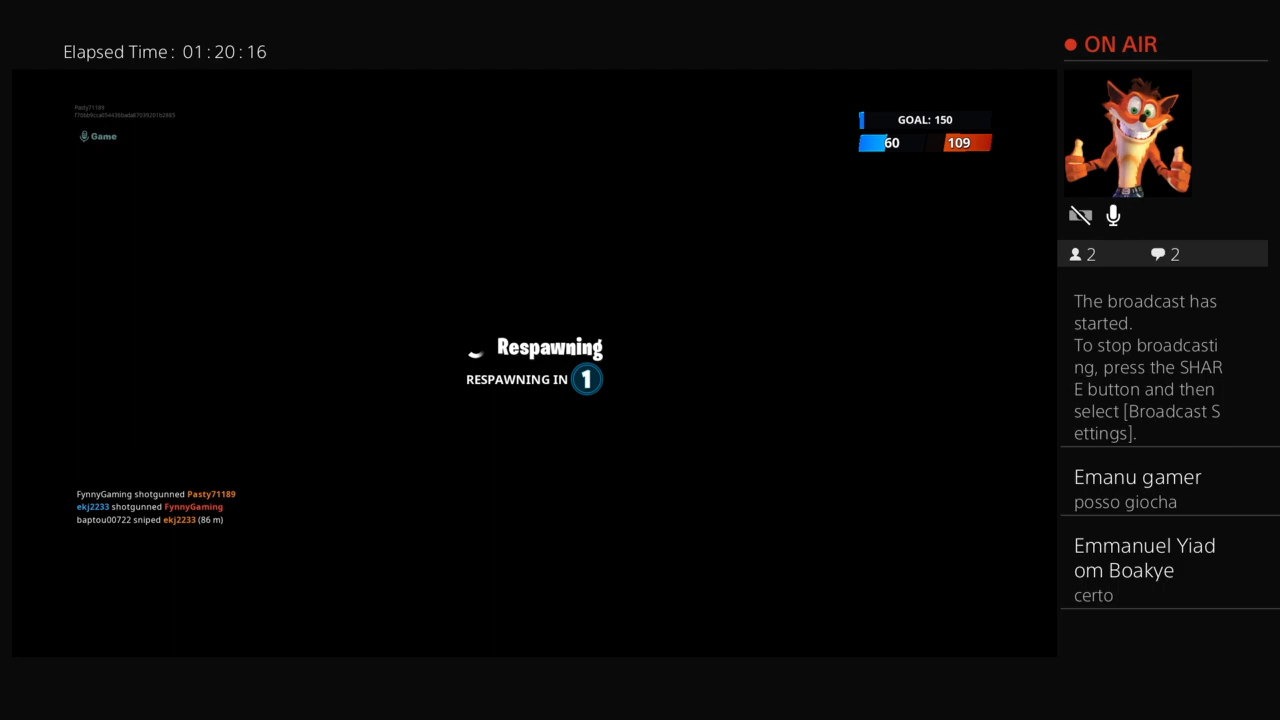 Elapsed Time: 01:20:16
ON AIR
Pasty71189
Game
GOAL: 150
60
109
2
2
Respawning
RESPAWNING IN 1
The broadcast has
started.
To stop broadcasti
ng, press the SHAR
E button and then
select [Broadcast S
ettings].
Emanu gamer
posso giocha
Emmanuel Yiad
om Boakye
certo
FynnyGaming shotgunned Pasty71189
ekj2233 shotgunned FynnyGaming
baptou00722 sniped ekj2233 (86 m)